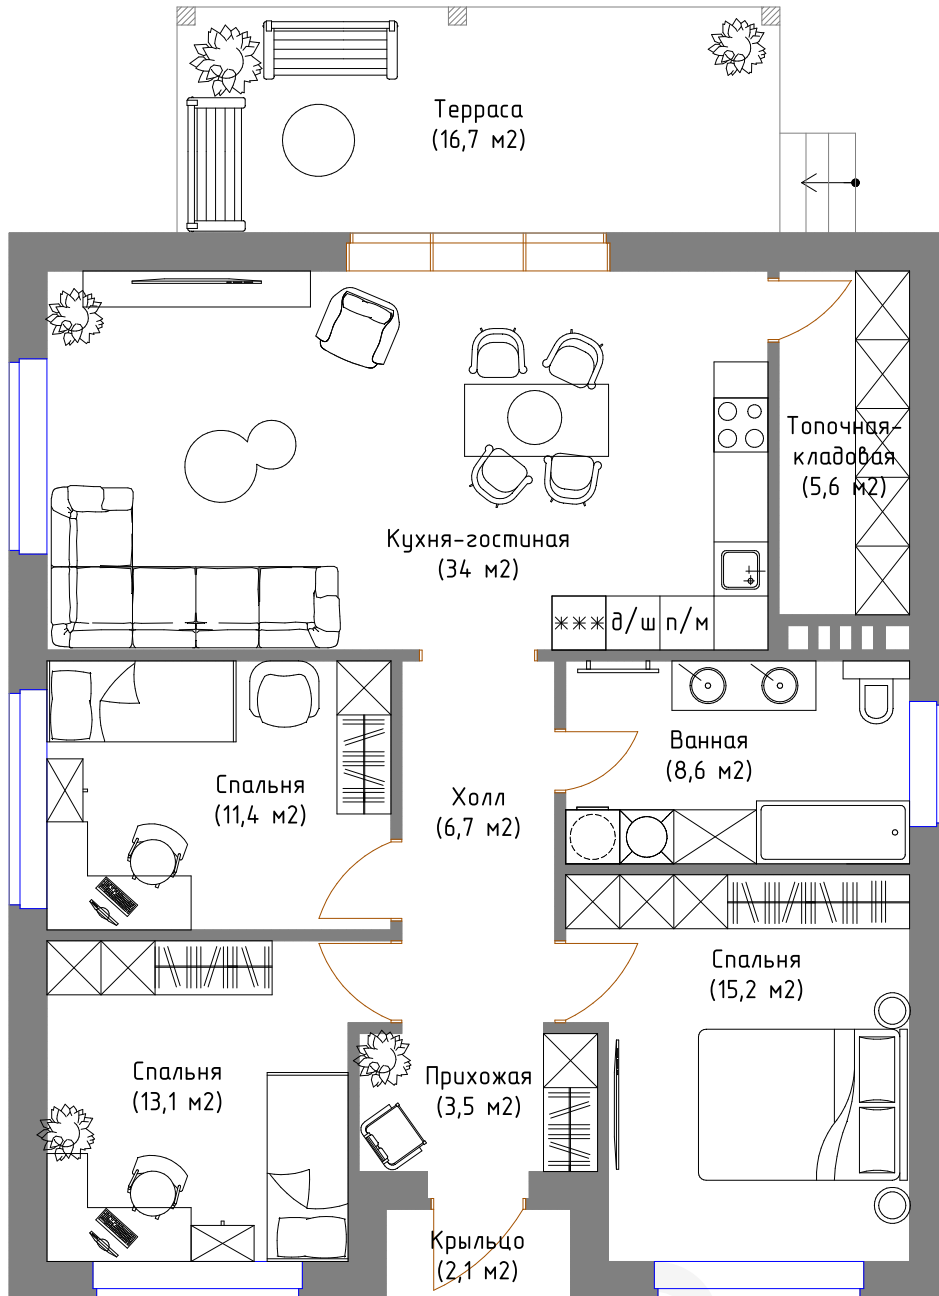 Терраса
(16,7 м2)
Топочная-
кладовая
(5,6 м2)
Кухня-гостиная
(34 м2)
*** д/ш п/м
Ванная
(8,6 м2)
Спальня
(11,4 м2)
Холл
(6,7 м2)
Спальня
(15,2 м2)
Спальня
(13,1 м2)
Прихожая
(3,5 м2)
Крыльцо
(2,1 м2)